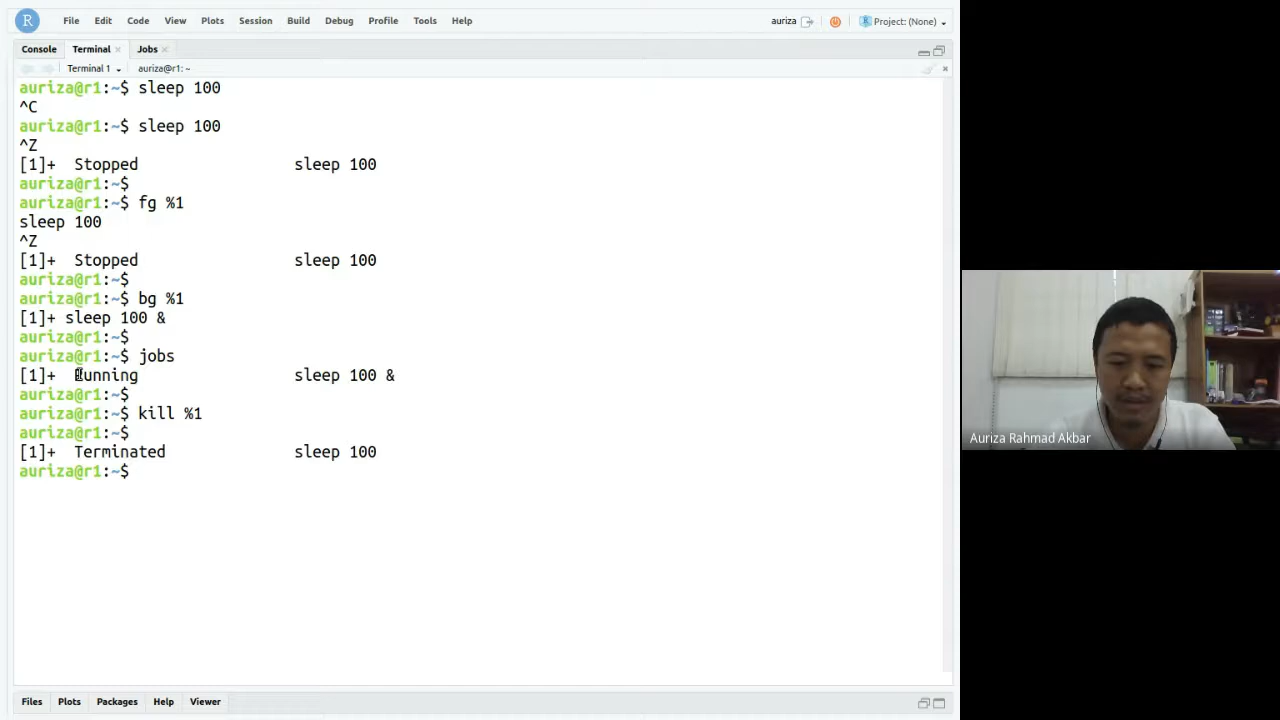 R File Edit Code View Plots Session Build Debug Profile Tools Help auriza R Project: (None)
Console Terminal Jobs
Terminal 1 auriza@r1: ~
auriza@r1:~$ sleep 100
^C
auriza@r1:~$ sleep 100
^Z
[1]+  Stopped                 sleep 100
auriza@r1:~$
auriza@r1:~$ fg %1
sleep 100
^Z
[1]+  Stopped                 sleep 100
auriza@r1:~$
auriza@r1:~$ bg %1
[1]+ sleep 100 &
auriza@r1:~$
auriza@r1:~$ jobs
[1]+  Running                 sleep 100 &
auriza@r1:~$
auriza@r1:~$ kill %1
auriza@r1:~$
[1]+  Terminated              sleep 100
auriza@r1:~$
Auriza Rahmad Akbar
Files Plots Packages Help Viewer